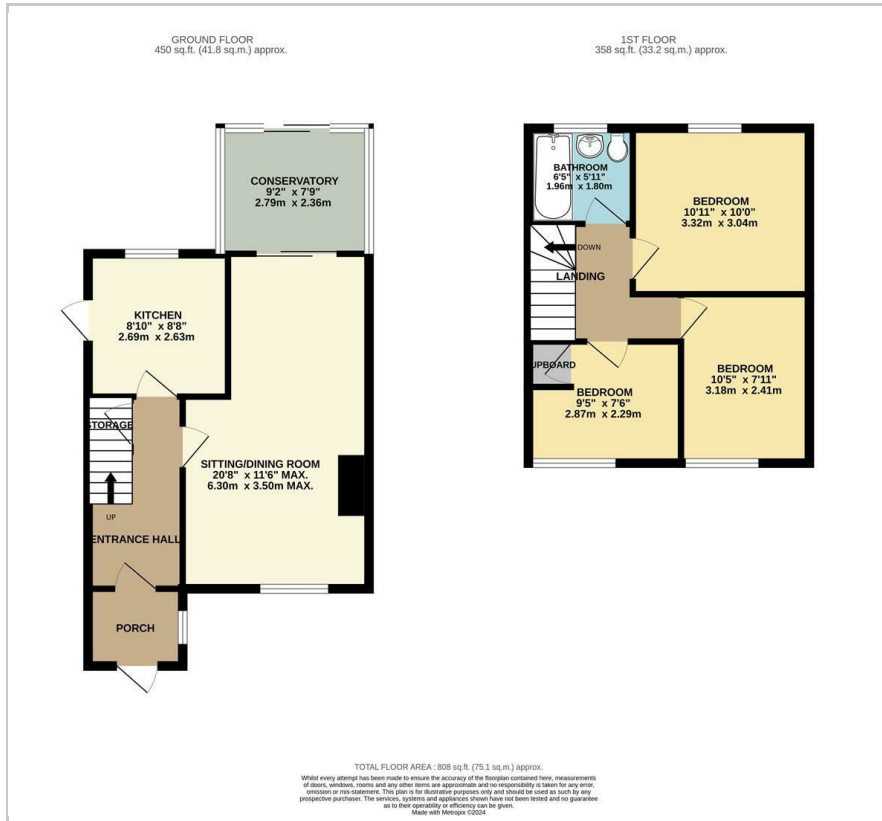 GROUND FLOOR
450 sq.ft. (41.8 sq.m.) approx.
CONSERVATORY
9'2" x 7'9"
2.79m x 2.36m
KITCHEN
8'10" x 8'8"
2.69m x 2.63m
STORAGE
UP
ENTRANCE HALL
SITTING/DINING ROOM
20'8" x 11'6" MAX.
6.30m x 3.50m MAX.
PORCH
1ST FLOOR
358 sq.ft. (33.2 sq.m.) approx.
BATHROOM
6'5" x 5'11"
1.96m x 1.80m
BEDROOM
10'11" x 10'0"
3.32m x 3.04m
DOWN
LANDING
UPBOARD
BEDROOM
9'5" x 7'6"
2.87m x 2.29m
BEDROOM
10'5" x 7'11"
3.18m x 2.41m
TOTAL FLOOR AREA : 808 sq.ft. (75.1 sq.m.) approx.
Whilst every attempt has been made to ensure the accuracy of the floorplan contained here, measurements
of doors, windows, rooms and any other items are approximate and no responsibility is taken for any error,
omission or mis-statement. This plan is for illustrative purposes only and should be used as such by any
prospective purchaser. The services, systems and appliances shown have not been tested and no guarantee
as to their operability or efficiency can be given.
Made with Metropix ©2024